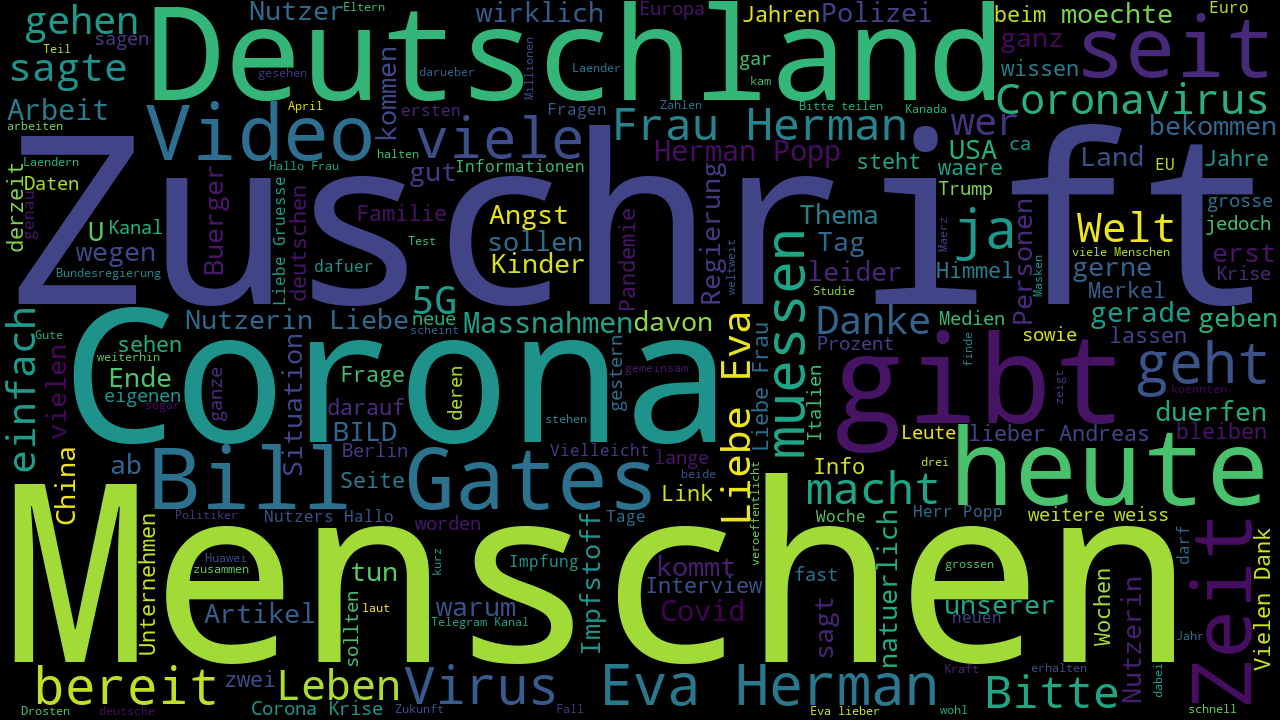 gehen
Nutzer
Eltern
wirklich
Europa
Jahren
Polizei
beim
moechte
Euro
Deutschland
sagen
Teil
sagte
gesehen
darueber
Millionen
Laender
gar
kam
ganz
wissen
seit
Arbeit
arbeiten
Video
April
kommen
ersten
viele
Fragen
Zahlen
Frau Herman
Bitte teilen
Kanada
wer
Coronavirus
bekommen
halten
Herman Popp
steht
USA
ca
waere
Land
EU
Jahre
Laendern
Daten
derzeit
genau
Hallo Frau
gut
Informationen
Zuschrift
Trump
grosse
jedoch
U
Kanal
wegen
Bundesregierung
Buerger
Liebe Gruesse
deutschen
Familie
Test
dafuer
Angst
sollen
Kinder
Pandemie
Regierung
weltweit
Thema
Tag
leider
Studie
ja
Maerz
Himmel
Personen
Masken
Welt
viele Menschen
gerne
Merkel
erst
Krise
5G
Nutzerin Liebe
neue
scheint
Massnahmen
davon
muessen
Danke
Medien
gerade
geben
einfach
Gute
vielen
sehen
weiterhin
Ende
eigenen
sogar
Corona
ganze
Situation
Frage
darauf
BILD
deren
gestern
gemeinsam
stehen
Liebe Eva
Liebe Frau
Prozent
Italien
gibt
finde
sowie
zeigt
lassen
geht
koennten
duerfen
Leute
lieber Andreas
bleiben
China
ab
Bill Gates
Berlin
Seite
Vielleicht
lange
beide
Link
veroeffentlicht
Info
macht
drei
heute
Politiker
Nutzers Hallo
worden
Tage
Woche
Herr Popp
weitere
weiss
Menschen
Unternehmen
Huawei
zusammen
tun
kurz
Impfung
Impfstoff
kommt
Interview
Covid
fast
natuerlich
grossen
unserer
neuen
Wochen
Nutzerin
darf
Jahr
Zeit
Vielen Dank
Artikel
sollten
laut
warum
Telegram Kanal
sagt
bereit
zwei
Leben
Virus
Eva Herman
Kraft
erhalten
dabei
Bitte
Drosten
deutsche
Corona Krise
Zukunft
Fall
Eva lieber
wohl
schnell